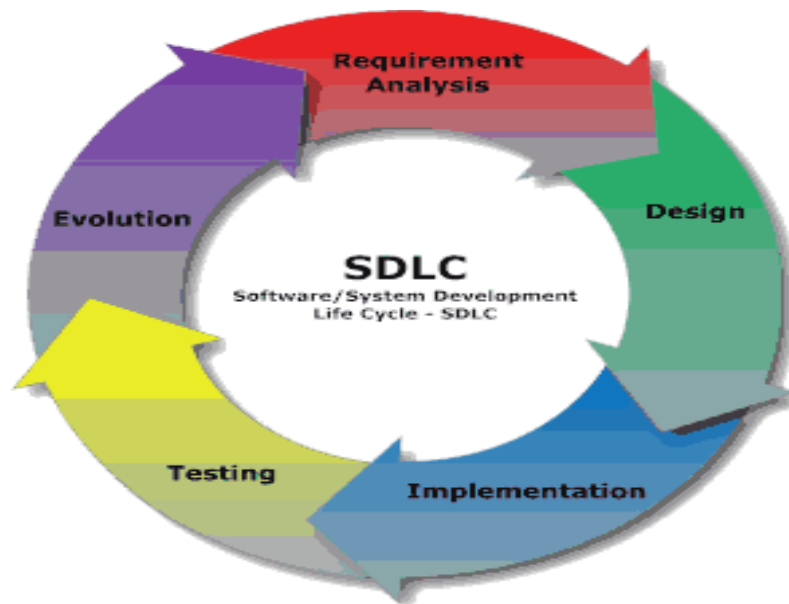 Requirement
Analysis
Design
Evolution
SDLC
Software/System Development
Life Cycle - SDLC
Testing
Implementation